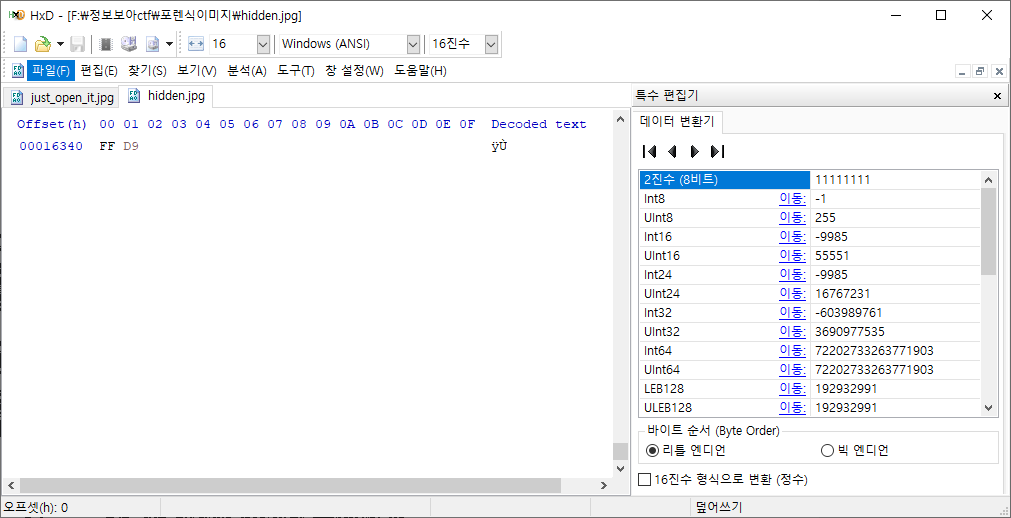 HxD - [F:₩정보보아ctf₩포렌식이미지₩hidden.jpg]
16 Windows (ANSI) 16진수
파일(F) 편집(E) 찾기(S) 보기(V) 분석(A) 도구(T) 창 설정(W) 도움말(H)
just_open_it.jpg hidden.jpg
Offset(h) 00 01 02 03 04 05 06 07 08 09 0A 0B 0C 0D 0E 0F Decoded text
00016340 FF D9 ÿÙ
특수 편집기
데이터 변환기
2진수 (8비트) 11111111
Int8 이동: -1
UInt8 이동: 255
Int16 이동: -9985
UInt16 이동: 55551
Int24 이동: -9985
UInt24 이동: 16767231
Int32 이동: -603989761
UInt32 이동: 3690977535
Int64 이동: 72202733263771903
UInt64 이동: 72202733263771903
LEB128 이동: 192932991
ULEB128 이동: 192932991
바이트 순서 (Byte Order)
리틀 엔디언 빅 엔디언
16진수 형식으로 변환 (정수)
오프셋(h): 0 덮어쓰기